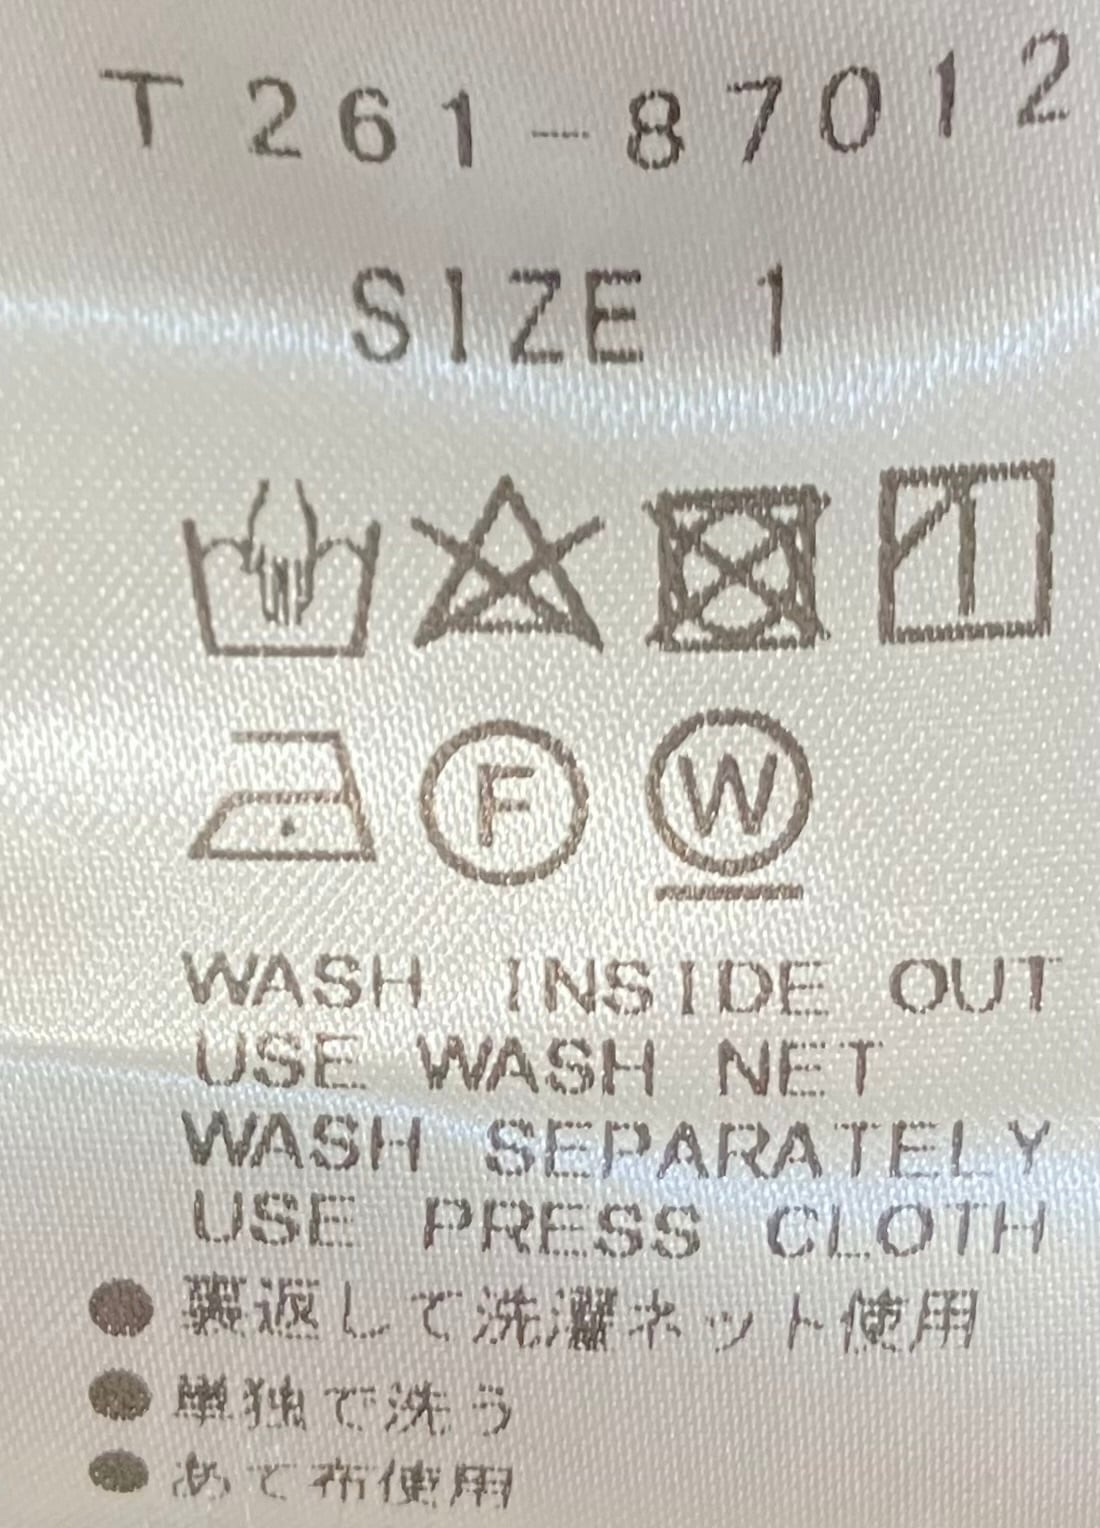 T261-87012
SIZE 1
F
W
WASH INSIDE OUT
USE WASH NET
WASH SEPARATELY
USE PRESS CLOTH
●裏返して洗濯ネット使用
●単独で洗う
●あて布使用